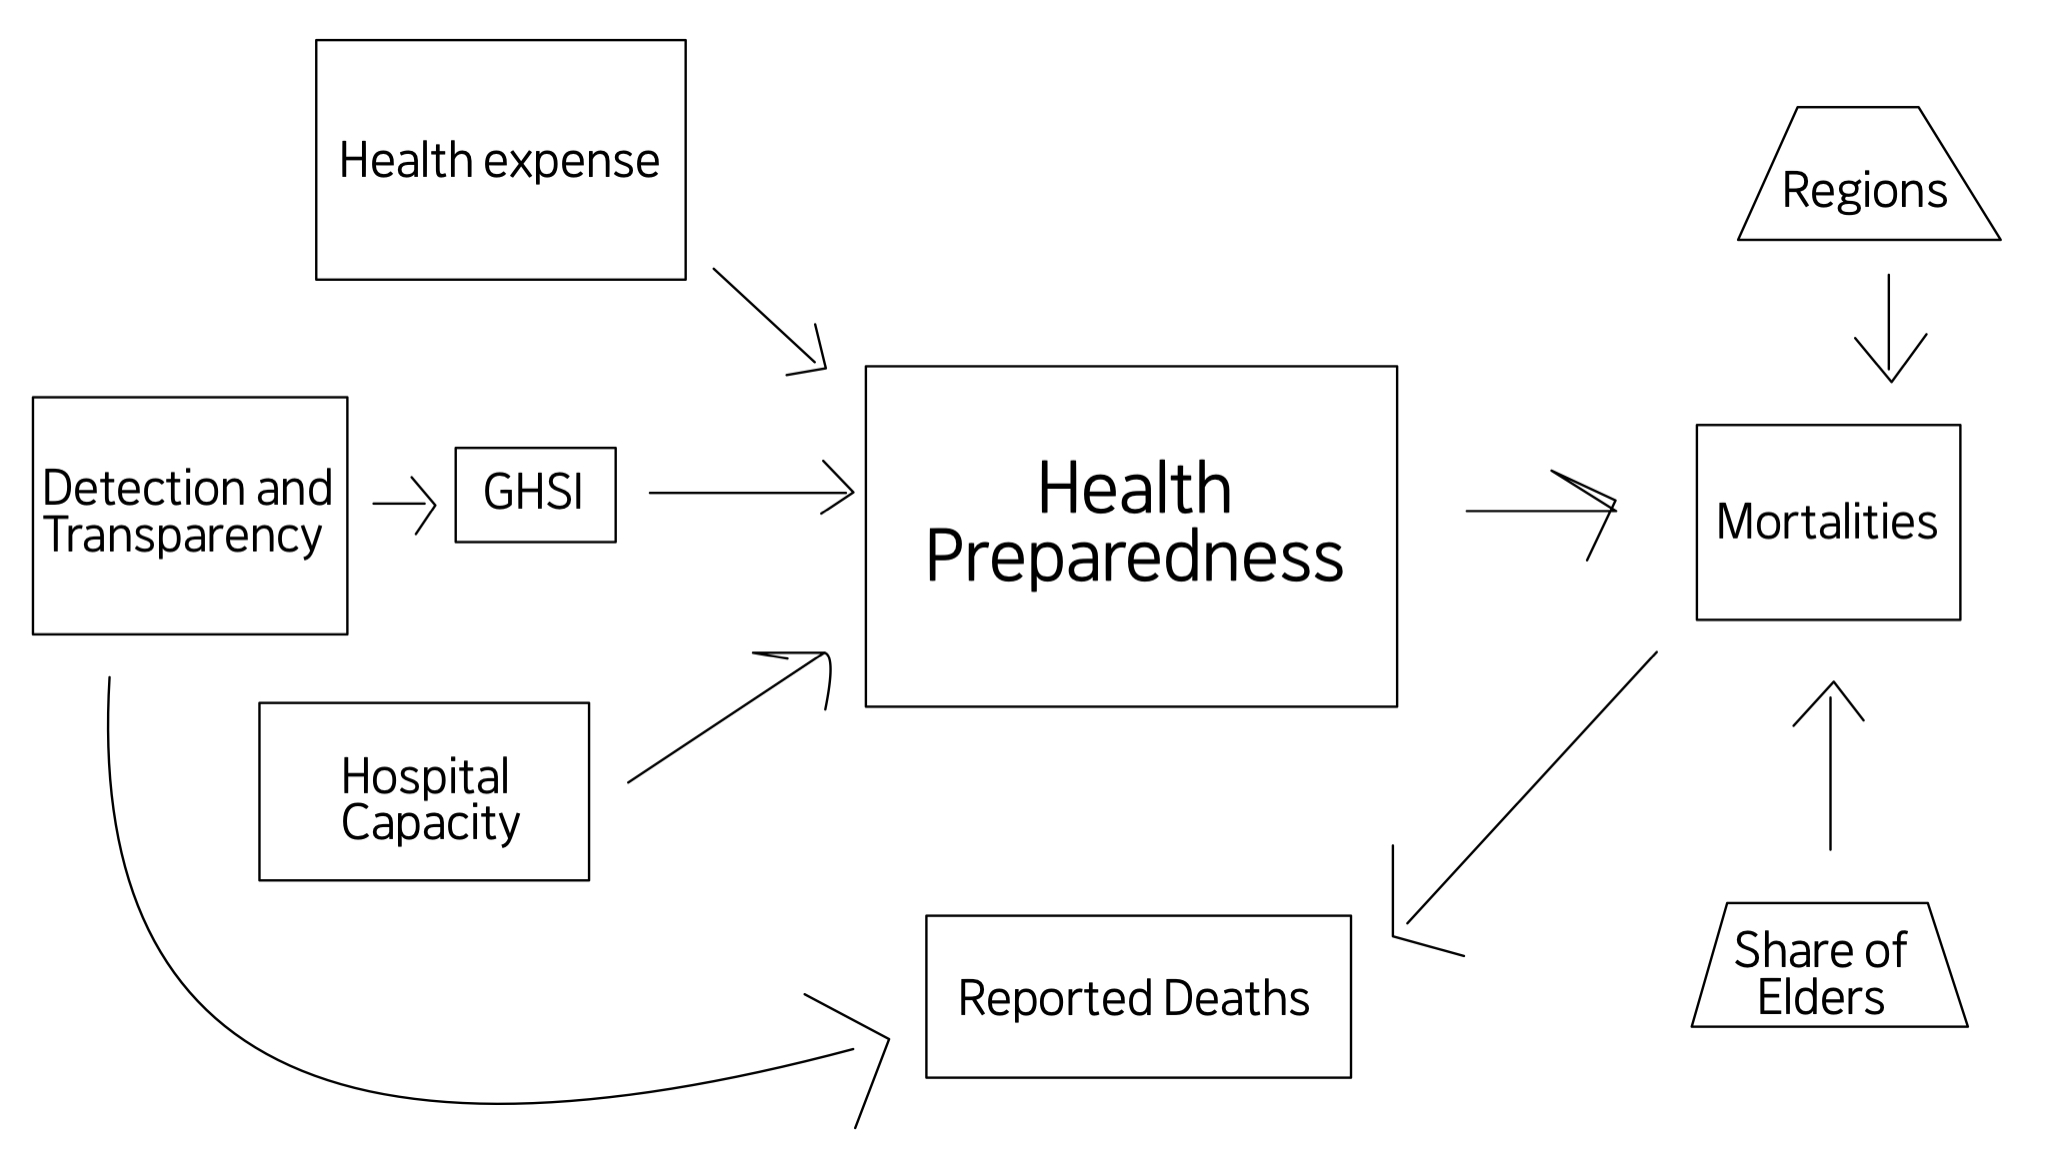 Health expense
Regions
Detection and
Transparency
GHSI
Health
Preparedness
Mortalities
Hospital
Capacity
Reported Deaths
Share of
Elders